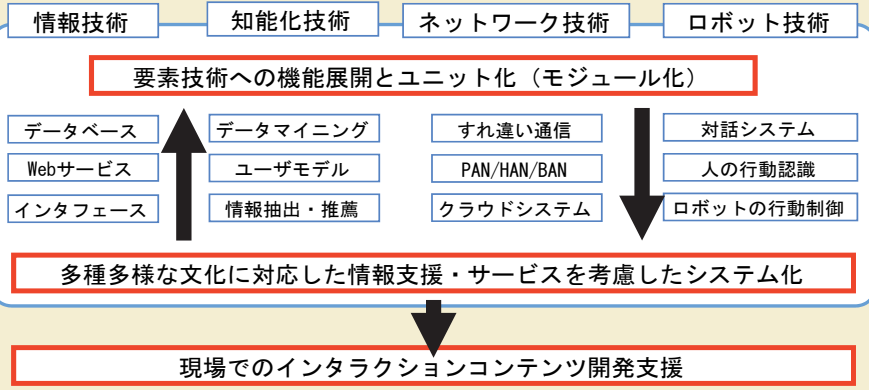 情報技術
知能化技術
ネットワーク技術
ロボット技術
要素技術への機能展開とユニット化（モジュール化）
データベース
データマイニング
すれ違い通信
対話システム
Webサービス
ユーザモデル
PAN/HAN/BAN
人の行動認識
インタフェース
情報抽出・推薦
クラウドシステム
ロボットの行動制御
多種多様な文化に対応した情報支援・サービスを考慮したシステム化
現場でのインタラクションコンテンツ開発支援